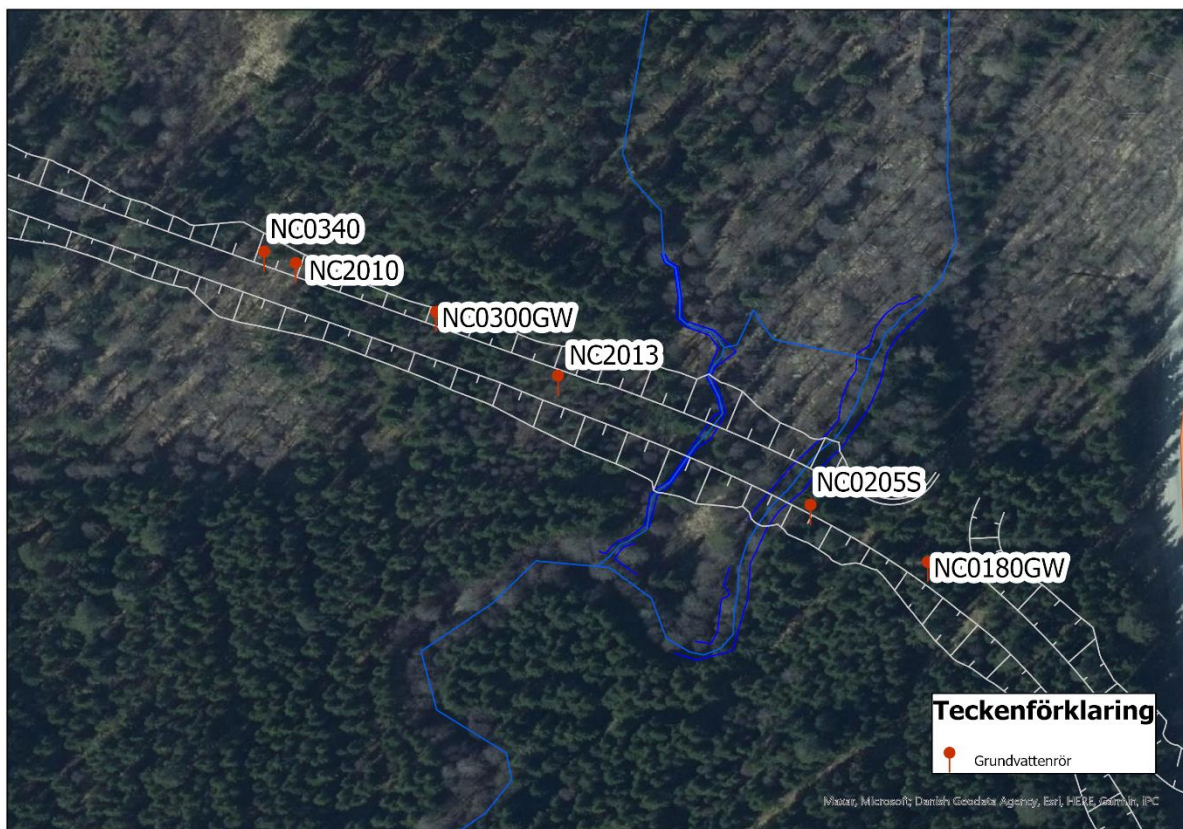 NC0340
NC2010
NC0300GW
NC2013
NC0205S
NC0180GW
Teckenförklaring
Grundvattenrör
Maxar, Microsoft; Danish Geodata Agency, Esri, HERE, Garmin, iPC